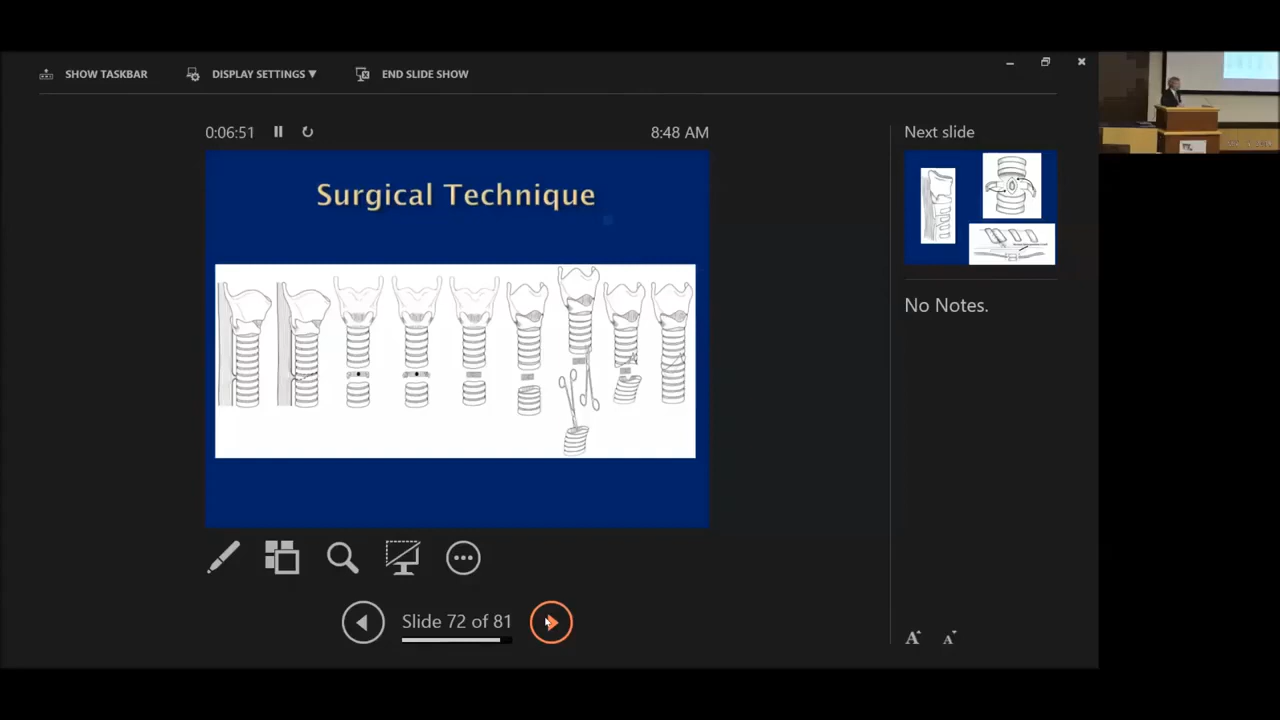 SHOW TASKBAR
DISPLAY SETTINGS ▼
END SLIDE SHOW
0:06:51
8:48 AM
Next slide
Surgical Technique
No Notes.
Slide 72 of 81
A A